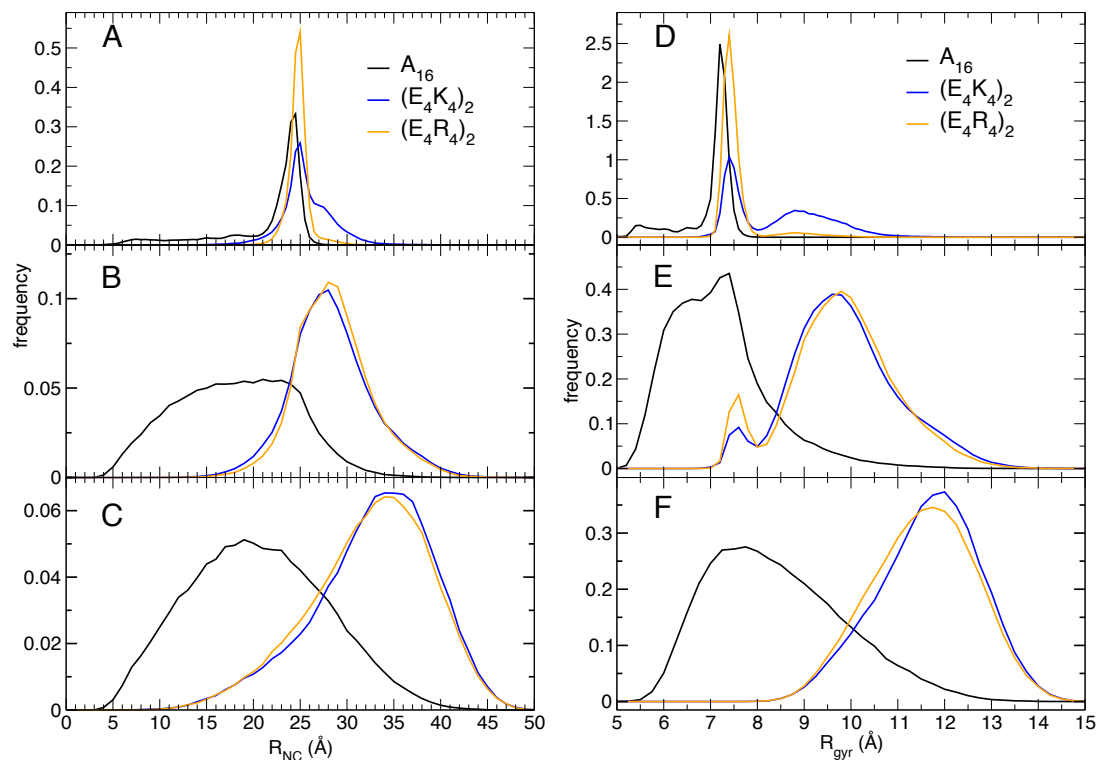 A
A₁₆
(E₄K₄)₂
(E₄R₄)₂
0.5
0.4
0.3
0.2
0.1
0
B
0.1
0.05
0
frequency
C
0.06
0.04
0.02
0
0 5 10 15 20 25 30 35 40 45 50
R_NC (Å)
D
A₁₆
(E₄K₄)₂
(E₄R₄)₂
2.5
2
1.5
1
0.5
0
E
0.4
0.3
0.2
0.1
0
frequency
F
0.3
0.2
0.1
0
5 6 7 8 9 10 11 12 13 14 15
R_gyr (Å)